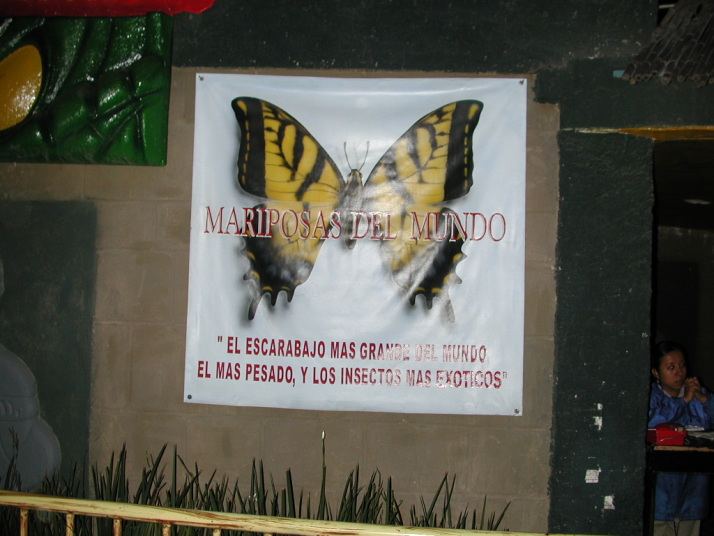 MARIPOSAS DEL MUNDO
" EL ESCARABAJO MAS GRANDE DEL MUNDO,
EL MAS PESADO, Y LOS INSECTOS MAS EXOTICOS"